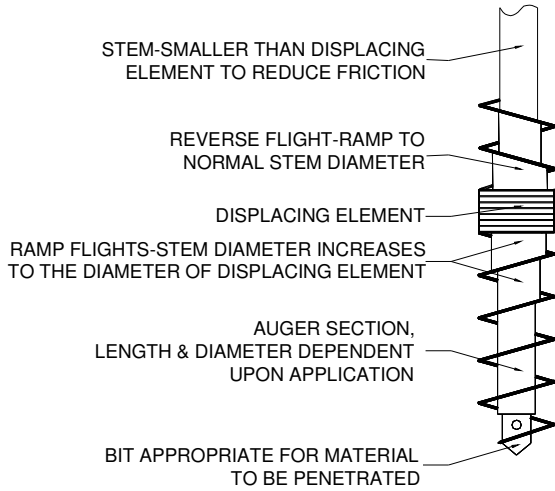 STEM-SMALLER THAN DISPLACING
ELEMENT TO REDUCE FRICTION
REVERSE FLIGHT-RAMP TO
NORMAL STEM DIAMETER
DISPLACING ELEMENT
RAMP FLIGHTS-STEM DIAMETER INCREASES
TO THE DIAMETER OF DISPLACING ELEMENT
AUGER SECTION,
LENGTH & DIAMETER DEPENDENT
UPON APPLICATION
BIT APPROPRIATE FOR MATERIAL
TO BE PENETRATED